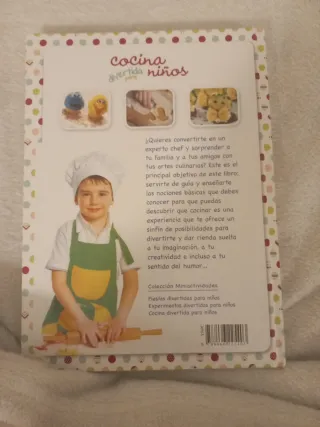 cocina
divertida para
niños
¿Quieres convertirte en un
experto chef y sorprender a
tu familia y a tus amigos con
tus artes culinarias? Este es el
principal objetivo de este libro,
servirte de guía y enseñarte
las nociones básicas que debes
conocer para que puedas
descubrir que cocinar es una
experiencia que te ofrece un
sinfín de posibilidades para
divertirte y dar rienda suelta
a tu imaginación, a tu
creatividad e incluso a tu
sentido del humor...
Colección
Fiestas divertidas para niños
Experimentos divertidos para niños
Cocina divertida para niños